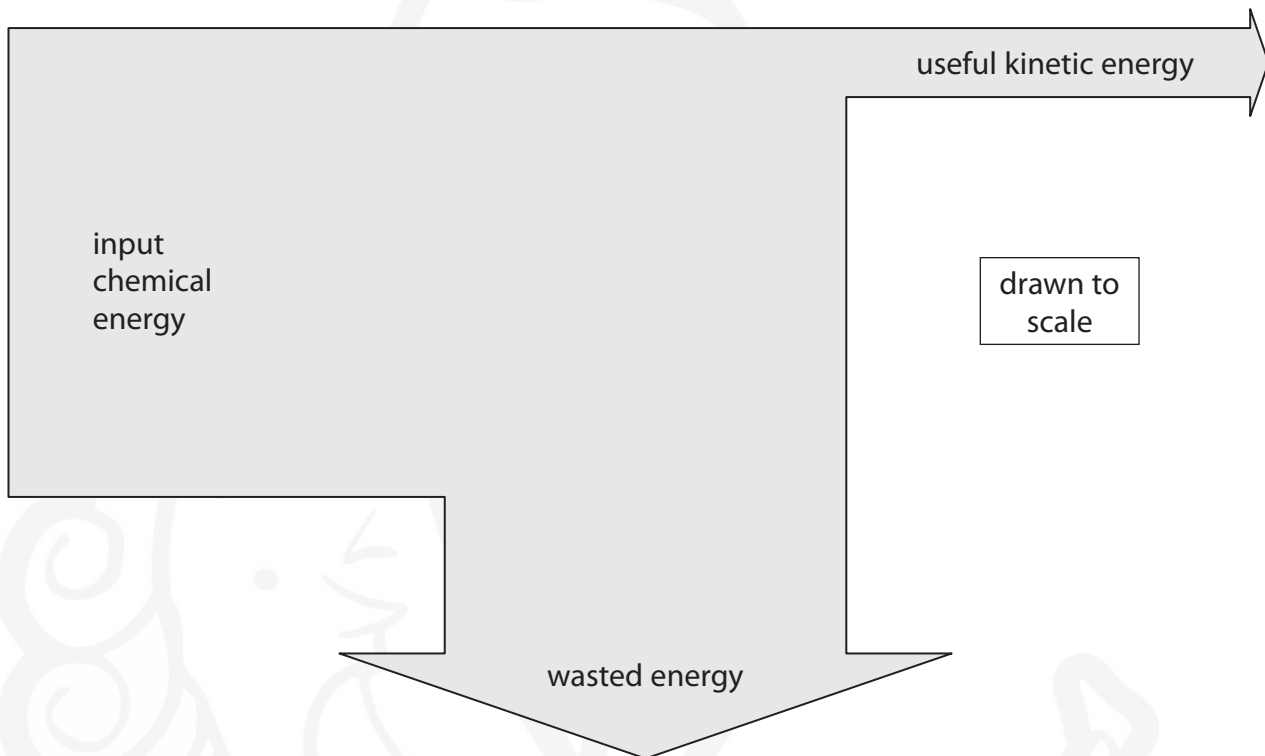 useful kinetic energy
input
chemical
energy
drawn to
scale
wasted energy